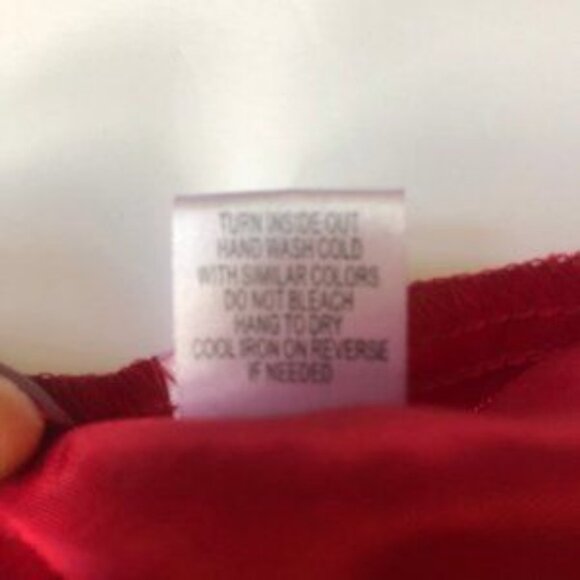 TURN INSIDE OUT
HAND WASH COLD
WITH SIMILAR COLORS
DO NOT BLEACH
HANG TO DRY
COOL IRON ON REVERSE
IF NEEDED